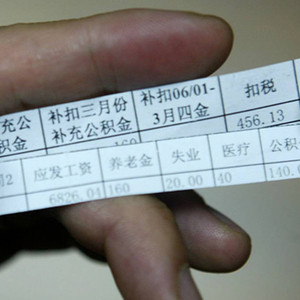 补扣三月份 补扣06/01- 扣税
充公 补充公积金 3月四金
积金 160 456.13
2 应发工资 养老金 失业 医疗 公积
6826.04 160 20.00 40 140.